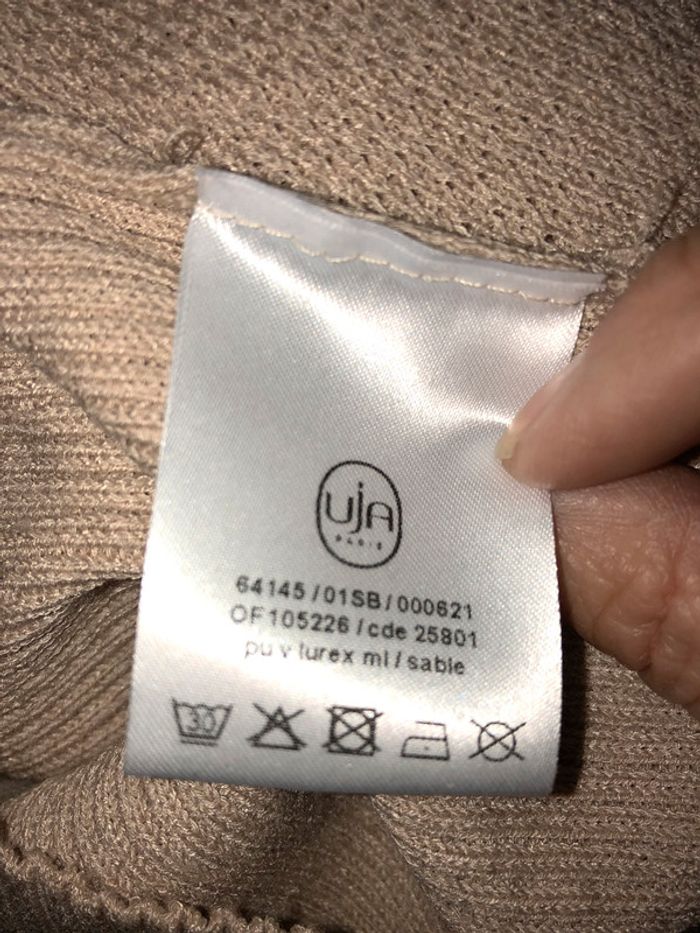 UJA
PARIS
64145/01SB/000621
OF105226/cde 25801
pu v lurex ml/sable
30